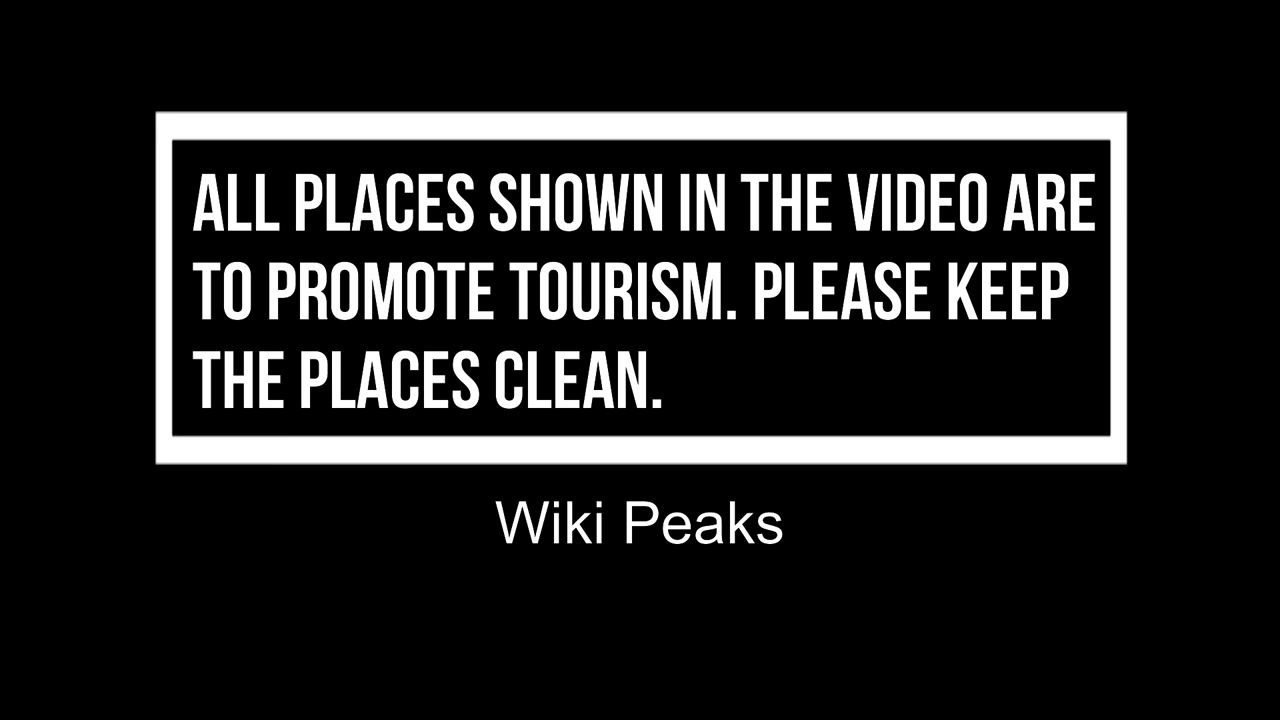 ALL PLACES SHOWN IN THE VIDEO ARE
TO PROMOTE TOURISM. PLEASE KEEP
THE PLACES CLEAN.
Wiki Peaks